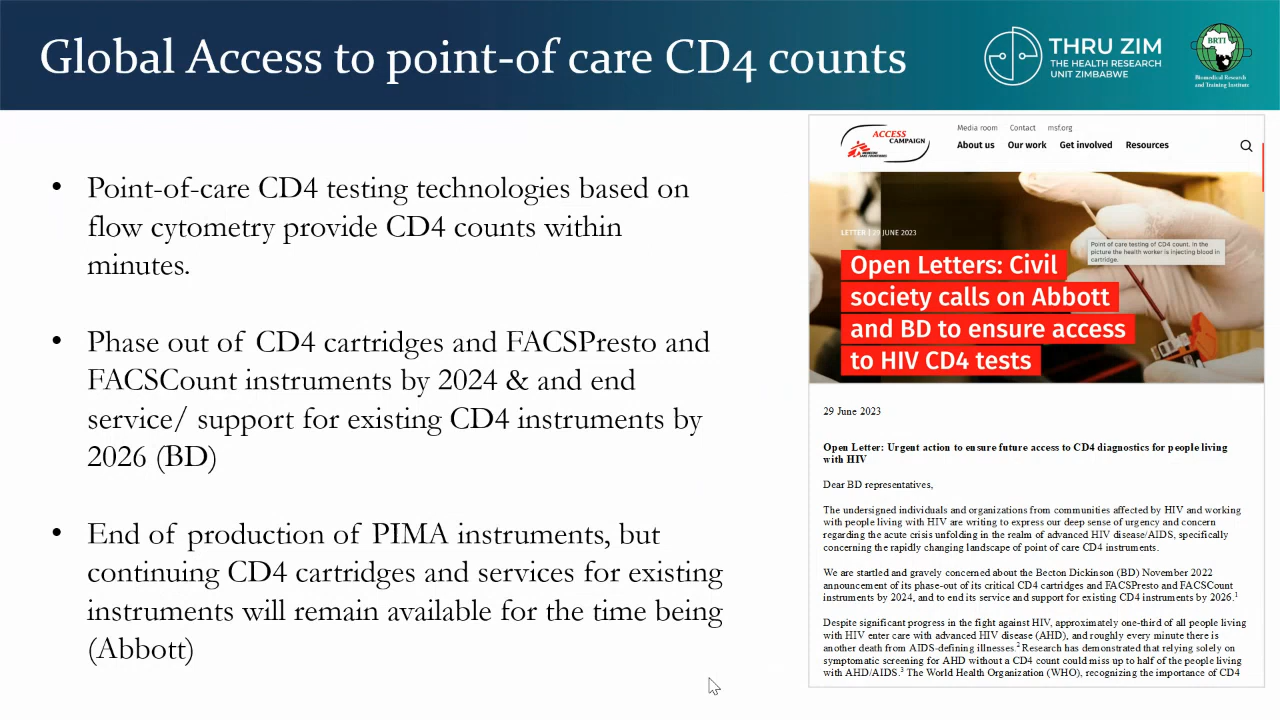 Global Access to point-of care CD4 counts
THRU ZIM
THE HEALTH RESEARCH
UNIT ZIMBABWE
BRTI
Biomedical Research
and Training Institute
• Point-of-care CD4 testing technologies based on
flow cytometry provide CD4 counts within
minutes.
• Phase out of CD4 cartridges and FACSPresto and
FACSCount instruments by 2024 & and end
service/ support for existing CD4 instruments by
2026 (BD)
• End of production of PIMA instruments, but
continuing CD4 cartridges and services for existing
instruments will remain available for the time being
(Abbott)
ACCESS
CAMPAIGN
Media room Contact msf.org
About us Our work Get involved Resources
LETTER | 29 JUNE 2023
Point of care testing of CD4 count. In the
picture the health worker is injecting blood in
cartridge.
Open Letters: Civil
society calls on Abbott
and BD to ensure access
to HIV CD4 tests
29 June 2023
Open Letter: Urgent action to ensure future access to CD4 diagnostics for people living
with HIV
Dear BD representatives,
The undersigned individuals and organizations from communities affected by HIV and working
with people living with HIV are writing to express our deep sense of urgency and concern
regarding the acute crisis unfolding in the realm of advanced HIV disease/AIDS, specifically
concerning the rapidly changing landscape of point of care CD4 instruments.
We are startled and gravely concerned about the Becton Dickinson (BD) November 2022
announcement of its phase-out of its critical CD4 cartridges and FACSPresto and FACSCount
instruments by 2024, and to end its service and support for existing CD4 instruments by 2026.¹
Despite significant progress in the fight against HIV, approximately one-third of all people living
with HIV enter care with advanced HIV disease (AHD), and roughly every minute there is
another death from AIDS-defining illnesses.² Research has demonstrated that relying solely on
symptomatic screening for AHD without a CD4 count could miss up to half of the people living
with AHD/AIDS.³ The World Health Organization (WHO), recognizing the importance of CD4